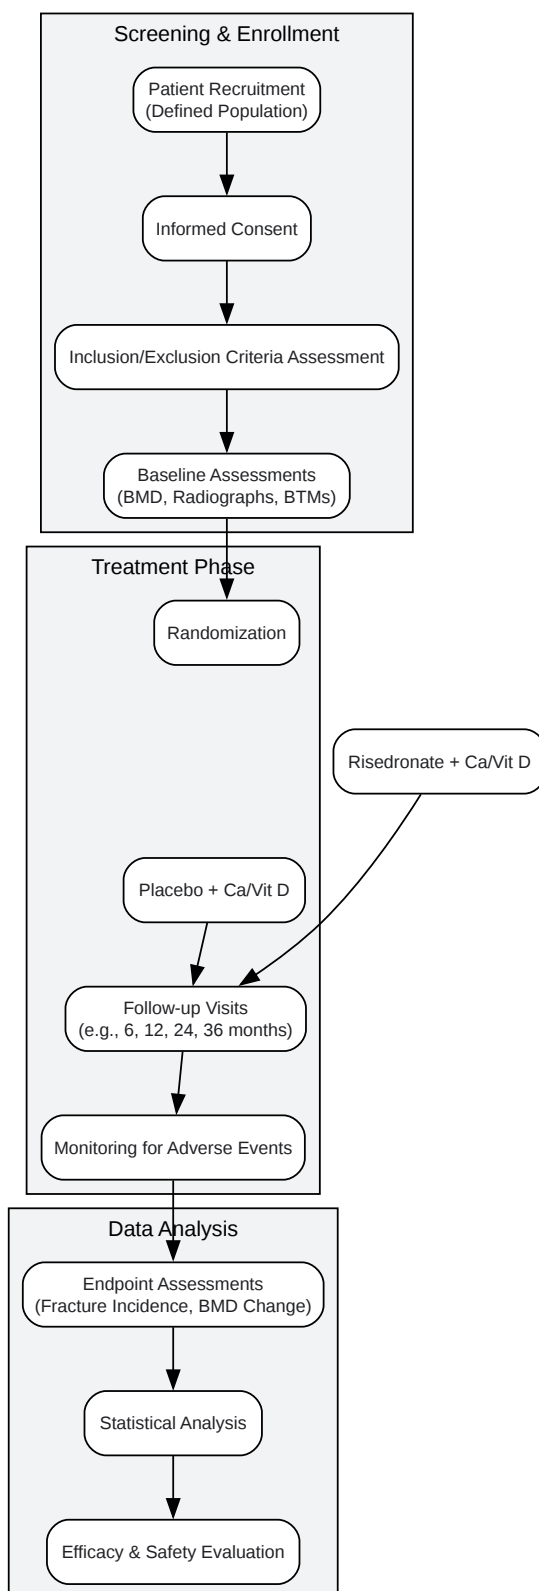 Screening & Enrollment
Patient Recruitment
(Defined Population)
Informed Consent
Inclusion/Exclusion Criteria Assessment
Baseline Assessments
(BMD, Radiographs, BTMs)
Treatment Phase
Randomization
Risedronate + Ca/Vit D
Placebo + Ca/Vit D
Follow-up Visits
(e.g., 6, 12, 24, 36 months)
Monitoring for Adverse Events
Data Analysis
Endpoint Assessments
(Fracture Incidence, BMD Change)
Statistical Analysis
Efficacy & Safety Evaluation